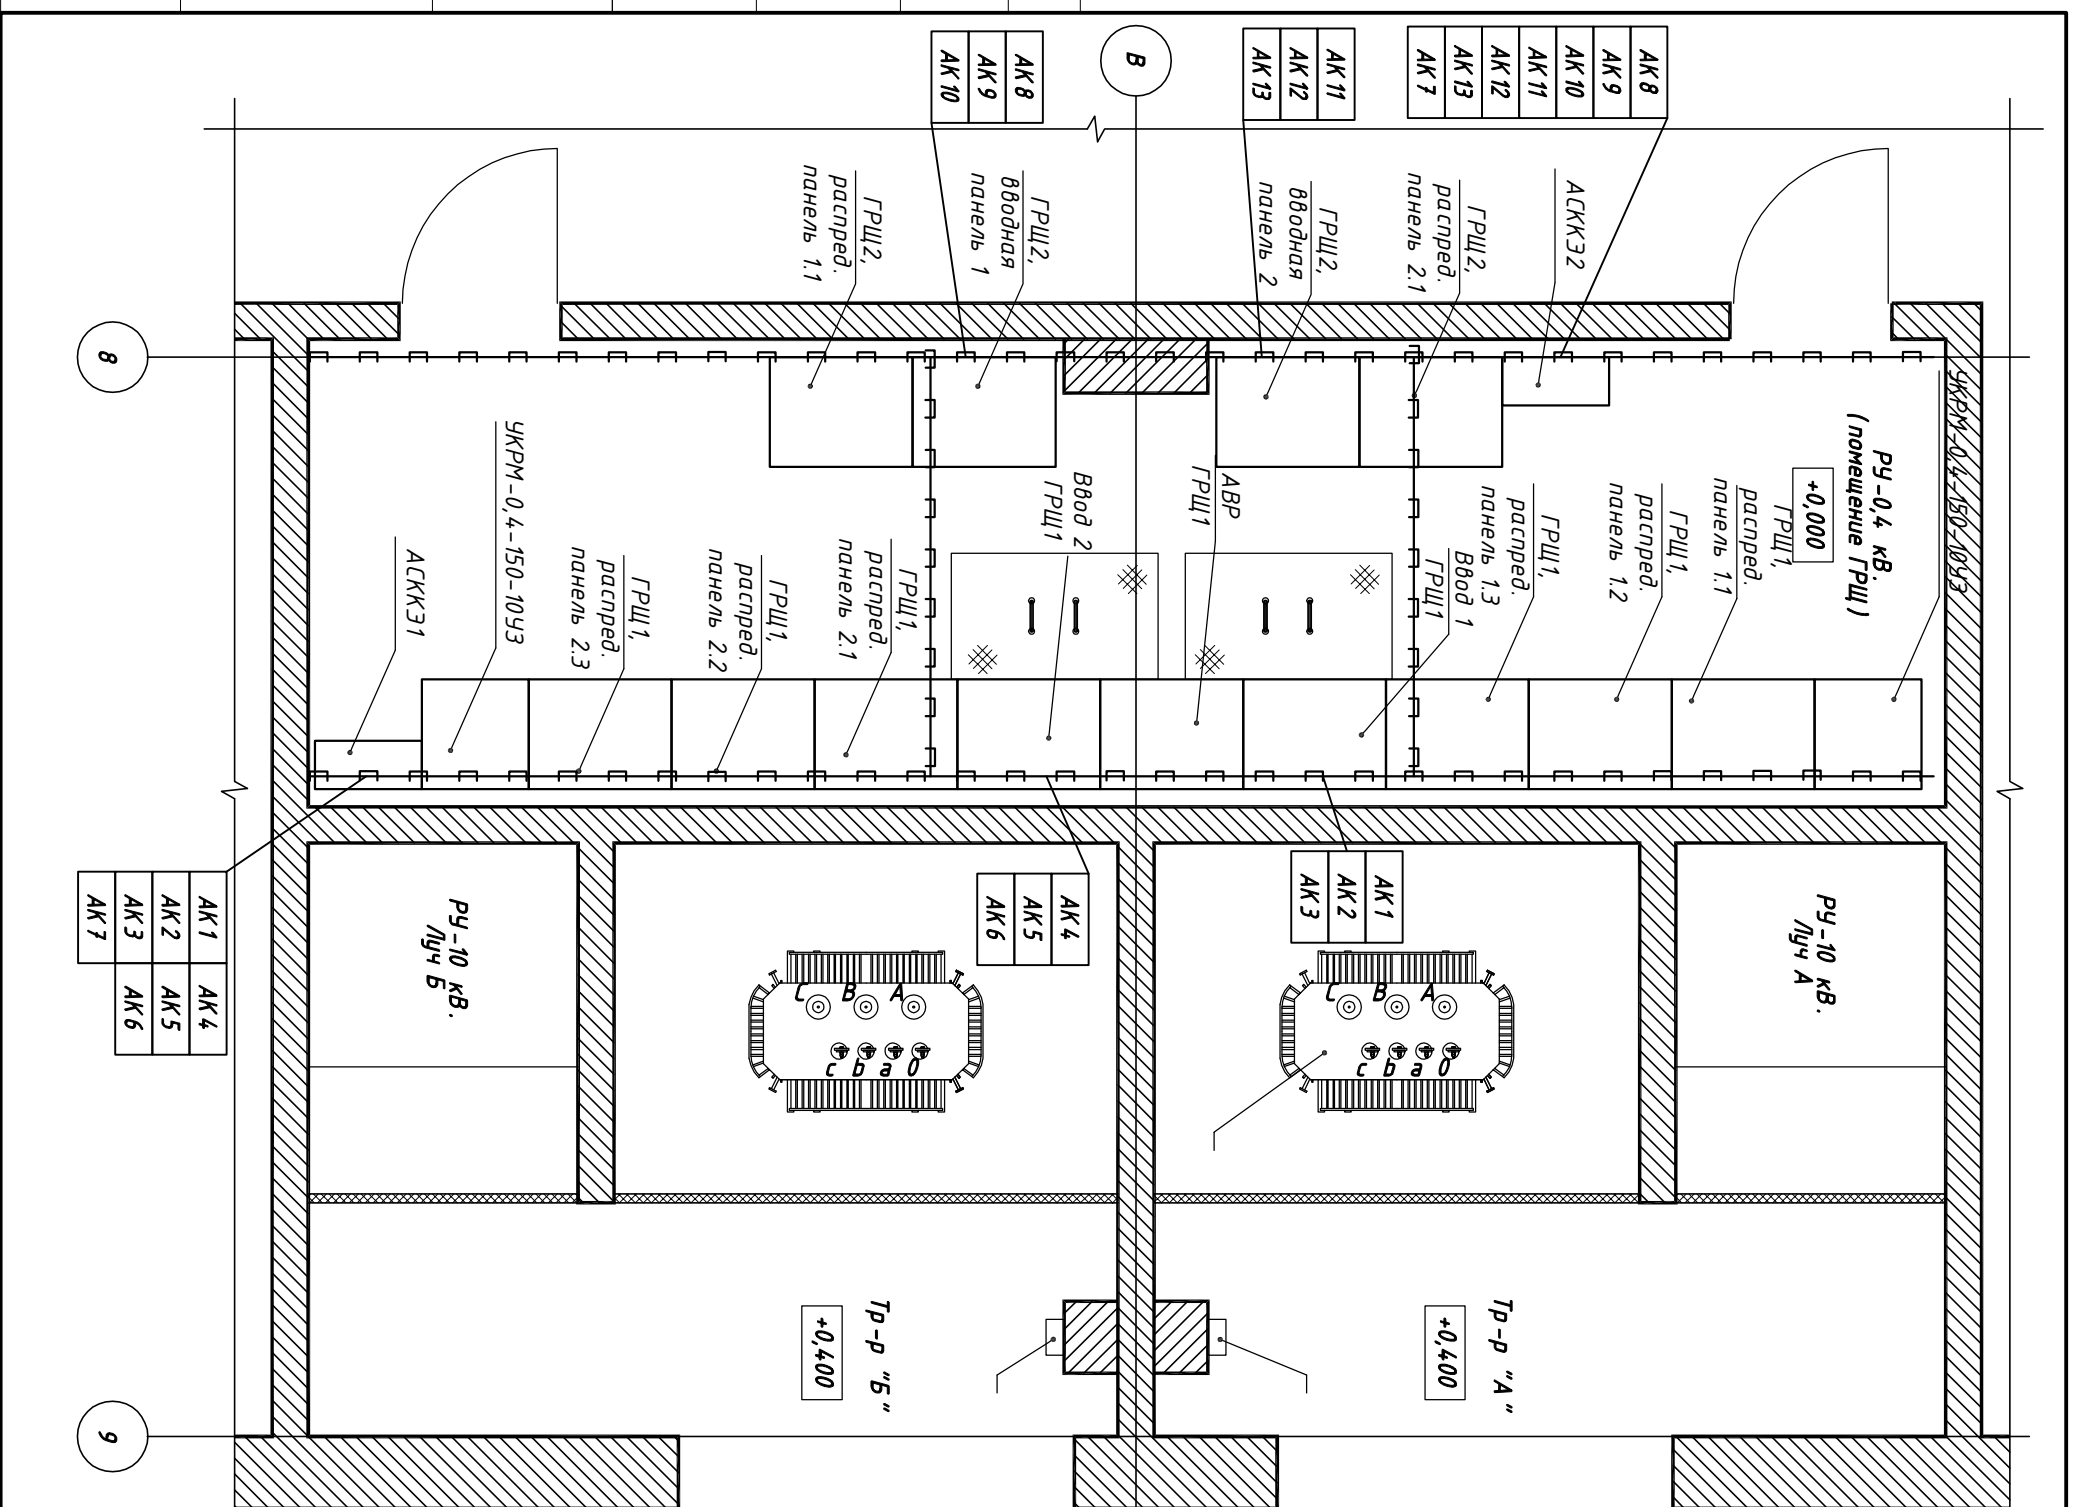 АК8
АК9
АК10
АК11
АК12
АК13
АК7
АК11
АК12
АК13
В
АК8
АК9
АК10
АСККЭ2
ГРЩ2,
распред.
панель 2.1
ГРЩ2,
вводная
панель 2
ГРЩ2,
вводная
панель 1
ГРЩ2,
распред.
панель 1.1
8
УКРМ-0,4-150-10УЗ
РУ-0,4 кВ.
(помещение ГРЩ)
+0,000
ГРЩ1,
распред.
панель 1.1
ГРЩ1,
распред.
панель 1.2
ГРЩ1,
распред.
панель 1.3
Ввод 1
ГРЩ1
АВР
ГРЩ1
Ввод 2
ГРЩ1
ГРЩ1,
распред.
панель 2.1
ГРЩ1,
распред.
панель 2.2
ГРЩ1,
распред.
панель 2.3
УКРМ-0,4-150-10УЗ
АСККЭ1
АК1
АК2
АК3
АК4
АК5
АК6
АК1 АК4
АК2 АК5
АК3 АК6
АК7
РУ-10 кВ.
Луч А
РУ-10 кВ.
Луч Б
C B A
c b a 0
C B A
c b a 0
Тр-р "А"
+0,400
Тр-р "Б"
+0,400
9